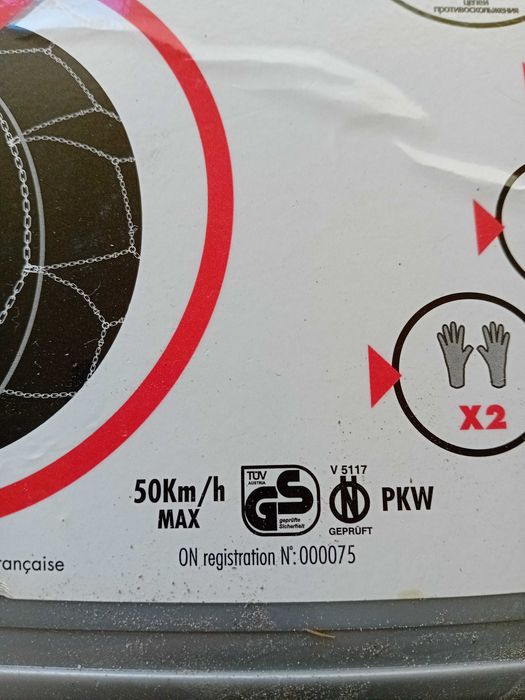 цепей
противоскольжения
X2
50Km/h
MAX
TÜV
AUSTRIA
GS
geprüfte
Sicherheit
V 5117
N
GEPRÜFT
PKW
rançaise
ON registration N°: 000075